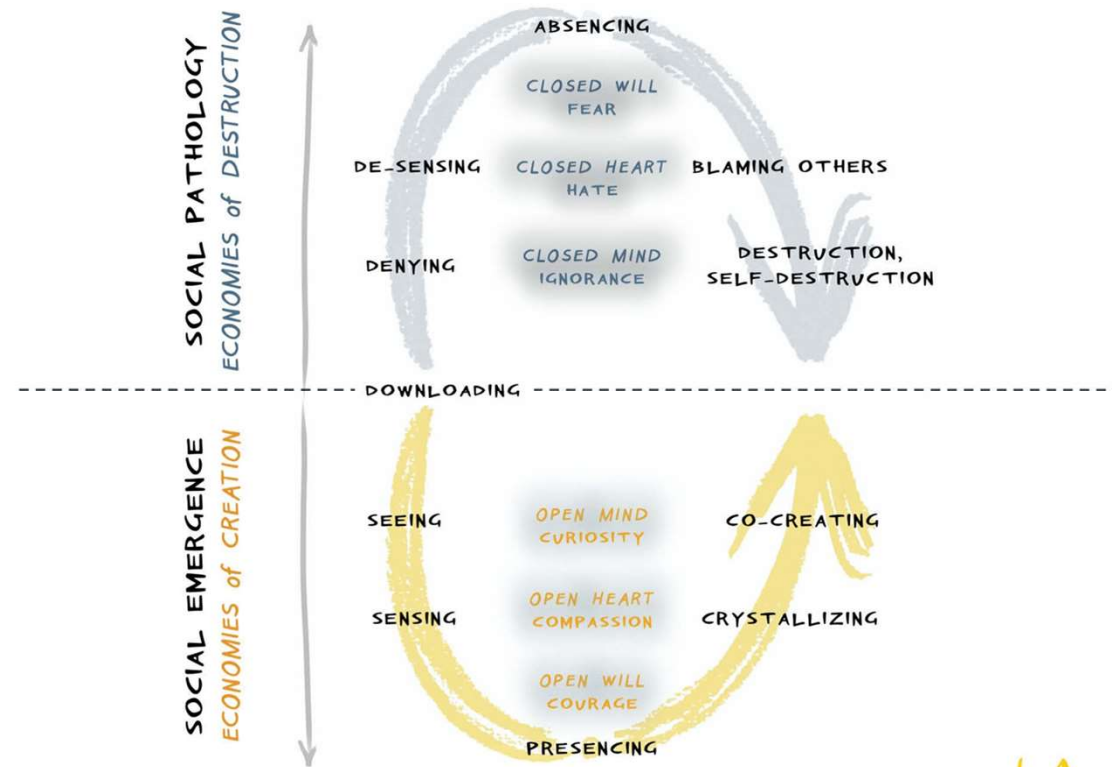 SOCIAL PATHOLOGY
ECONOMIES of DESTRUCTION
ABSENCING
CLOSED WILL
FEAR
DE-SENSING
CLOSED HEART
HATE
BLAMING OTHERS
DENYING
CLOSED MIND
IGNORANCE
DESTRUCTION,
SELF-DESTRUCTION
DOWNLOADING
SOCIAL EMERGENCE
ECONOMIES of CREATION
SEEING
OPEN MIND
CURIOSITY
CO-CREATING
SENSING
OPEN HEART
COMPASSION
CRYSTALLIZING
OPEN WILL
COURAGE
PRESENCING